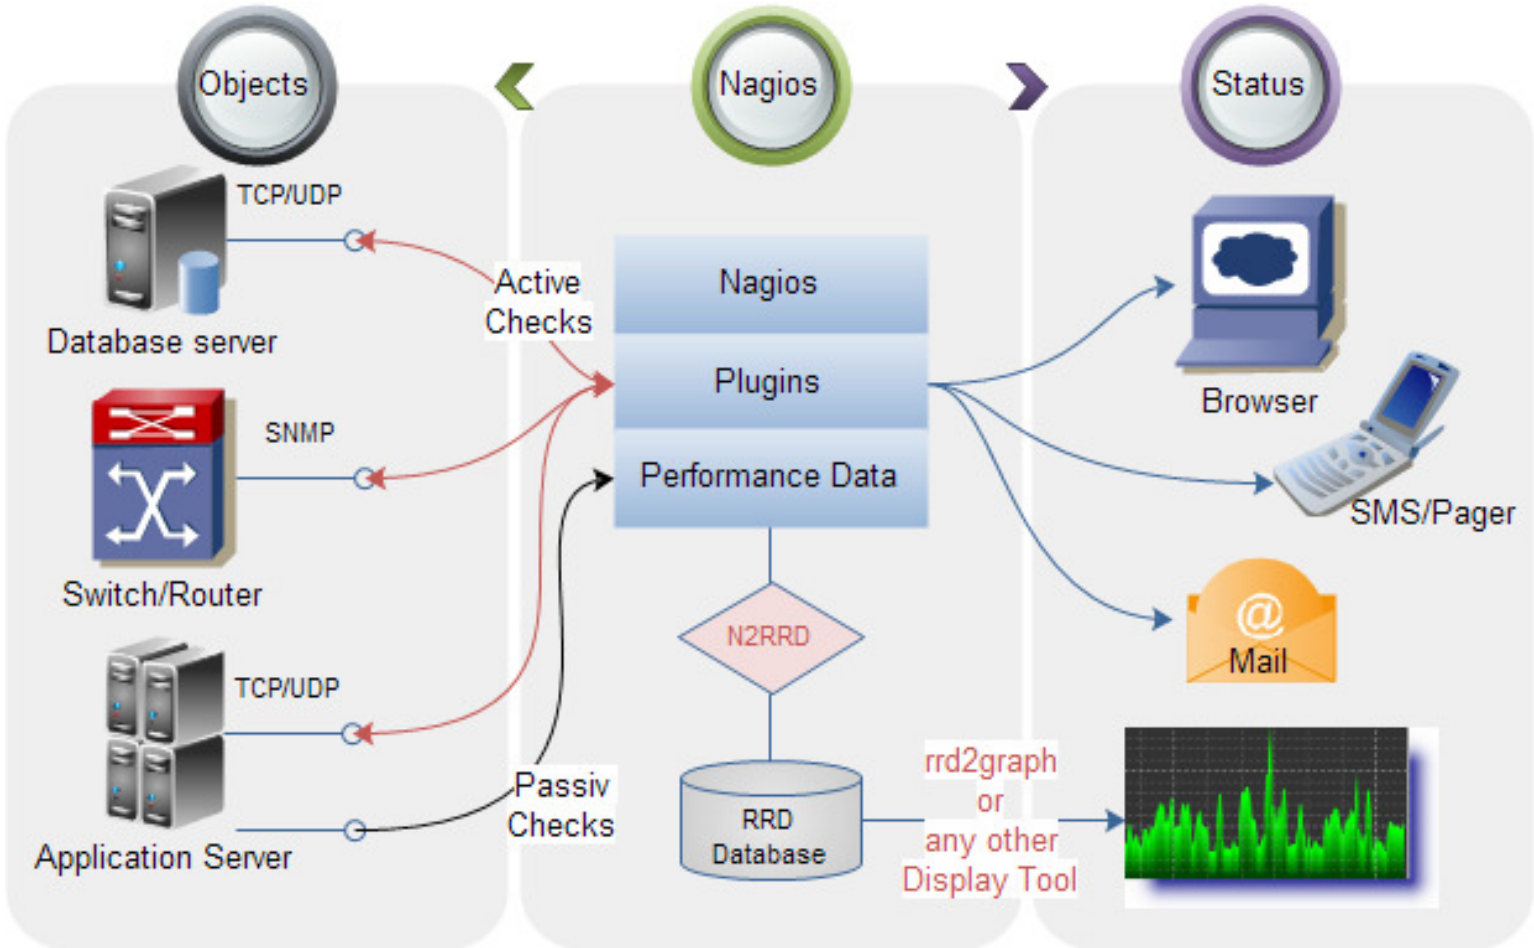 Objects
Nagios
Status
TCP/UDP
Database server
SNMP
Switch/Router
TCP/UDP
Application Server
Active
Checks
Passiv
Checks
Nagios
Plugins
Performance Data
N2RRD
RRD
Database
rrd2graph
or
any other
Display Tool
Browser
SMS/Pager
@
Mail